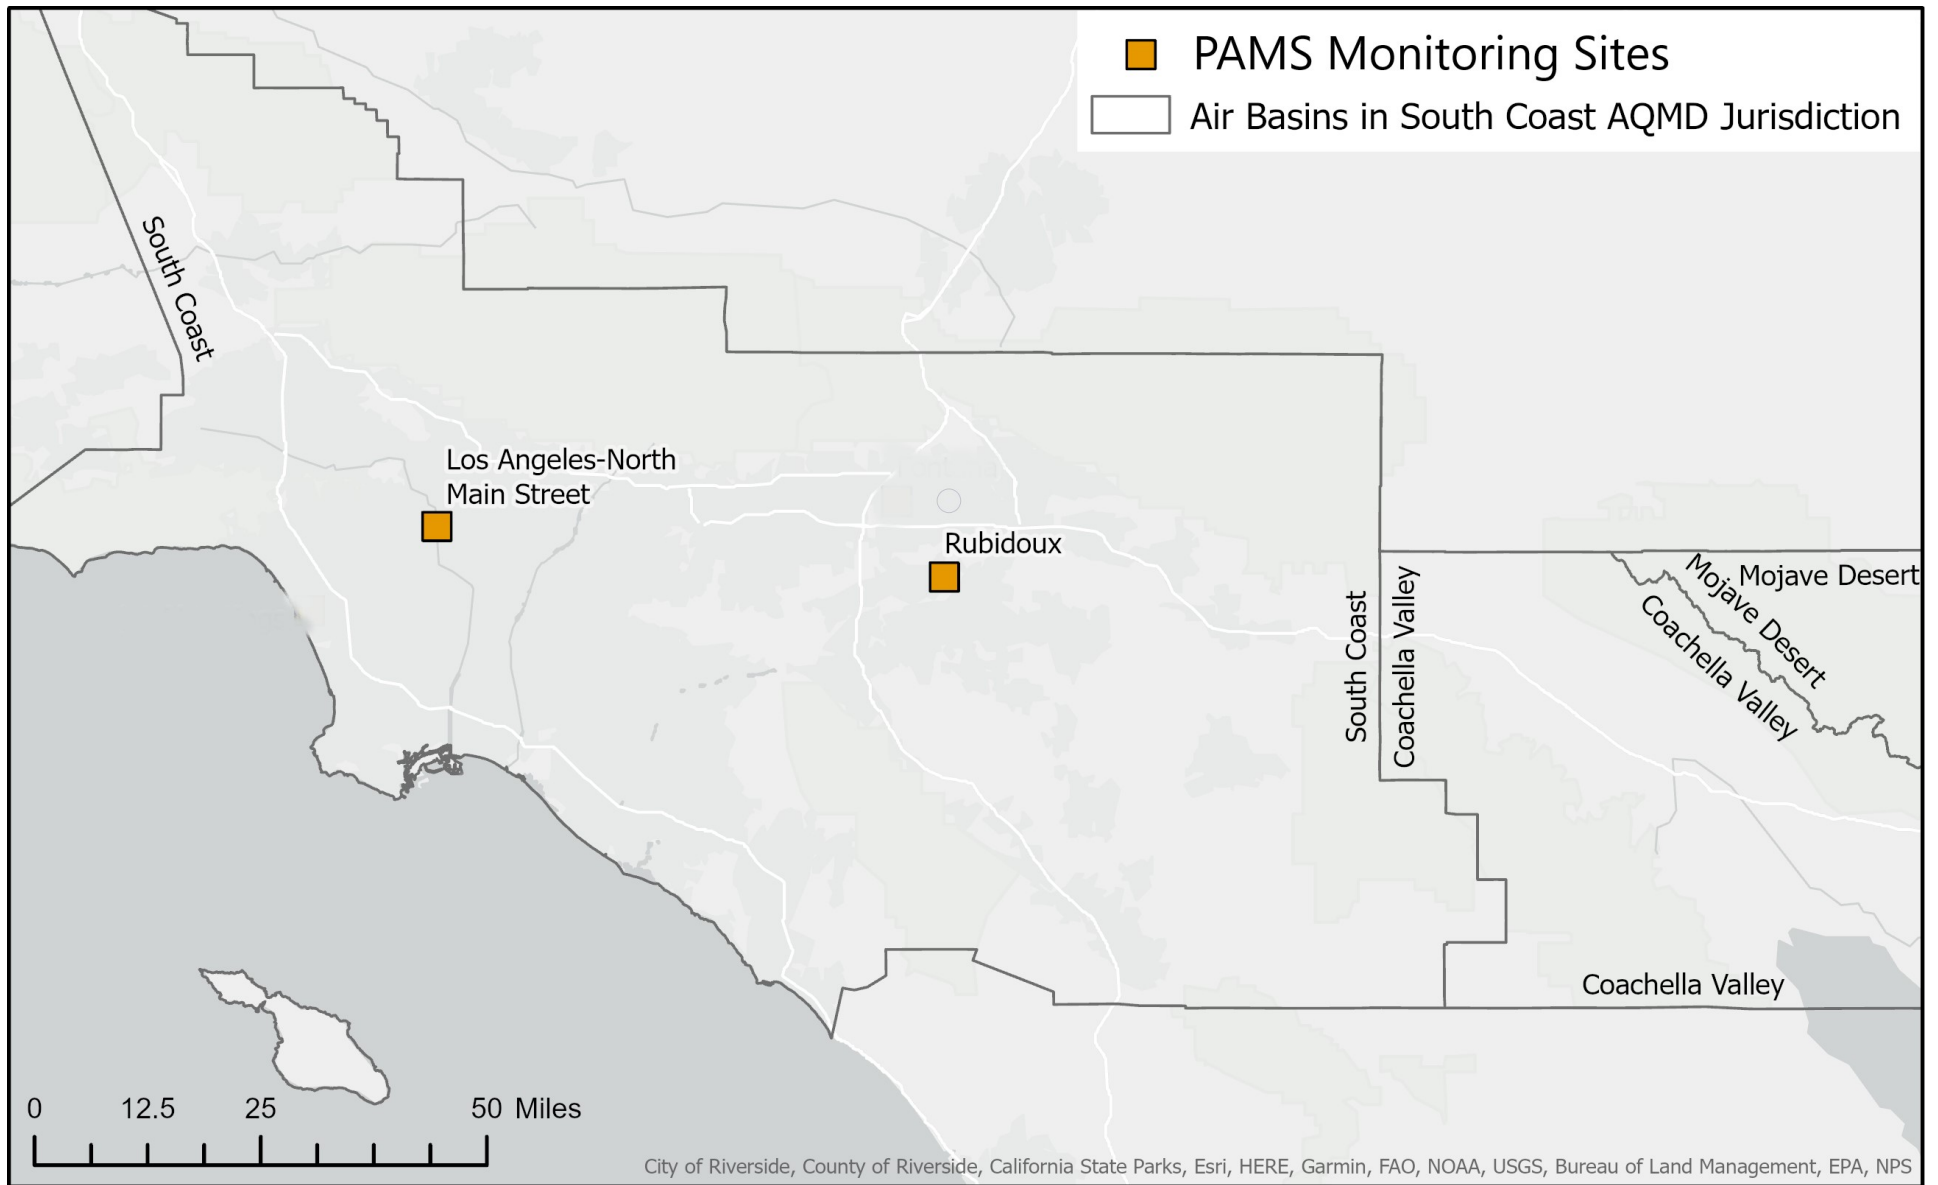 PAMS Monitoring Sites
Air Basins in South Coast AQMD Jurisdiction
South Coast
Los Angeles-North
Main Street
Rubidoux
South Coast
Coachella Valley
Mojave Desert
Mojave Desert
Coachella Valley
Coachella Valley
0 12.5 25 50 Miles
City of Riverside, County of Riverside, California State Parks, Esri, HERE, Garmin, FAO, NOAA, USGS, Bureau of Land Management, EPA, NPS